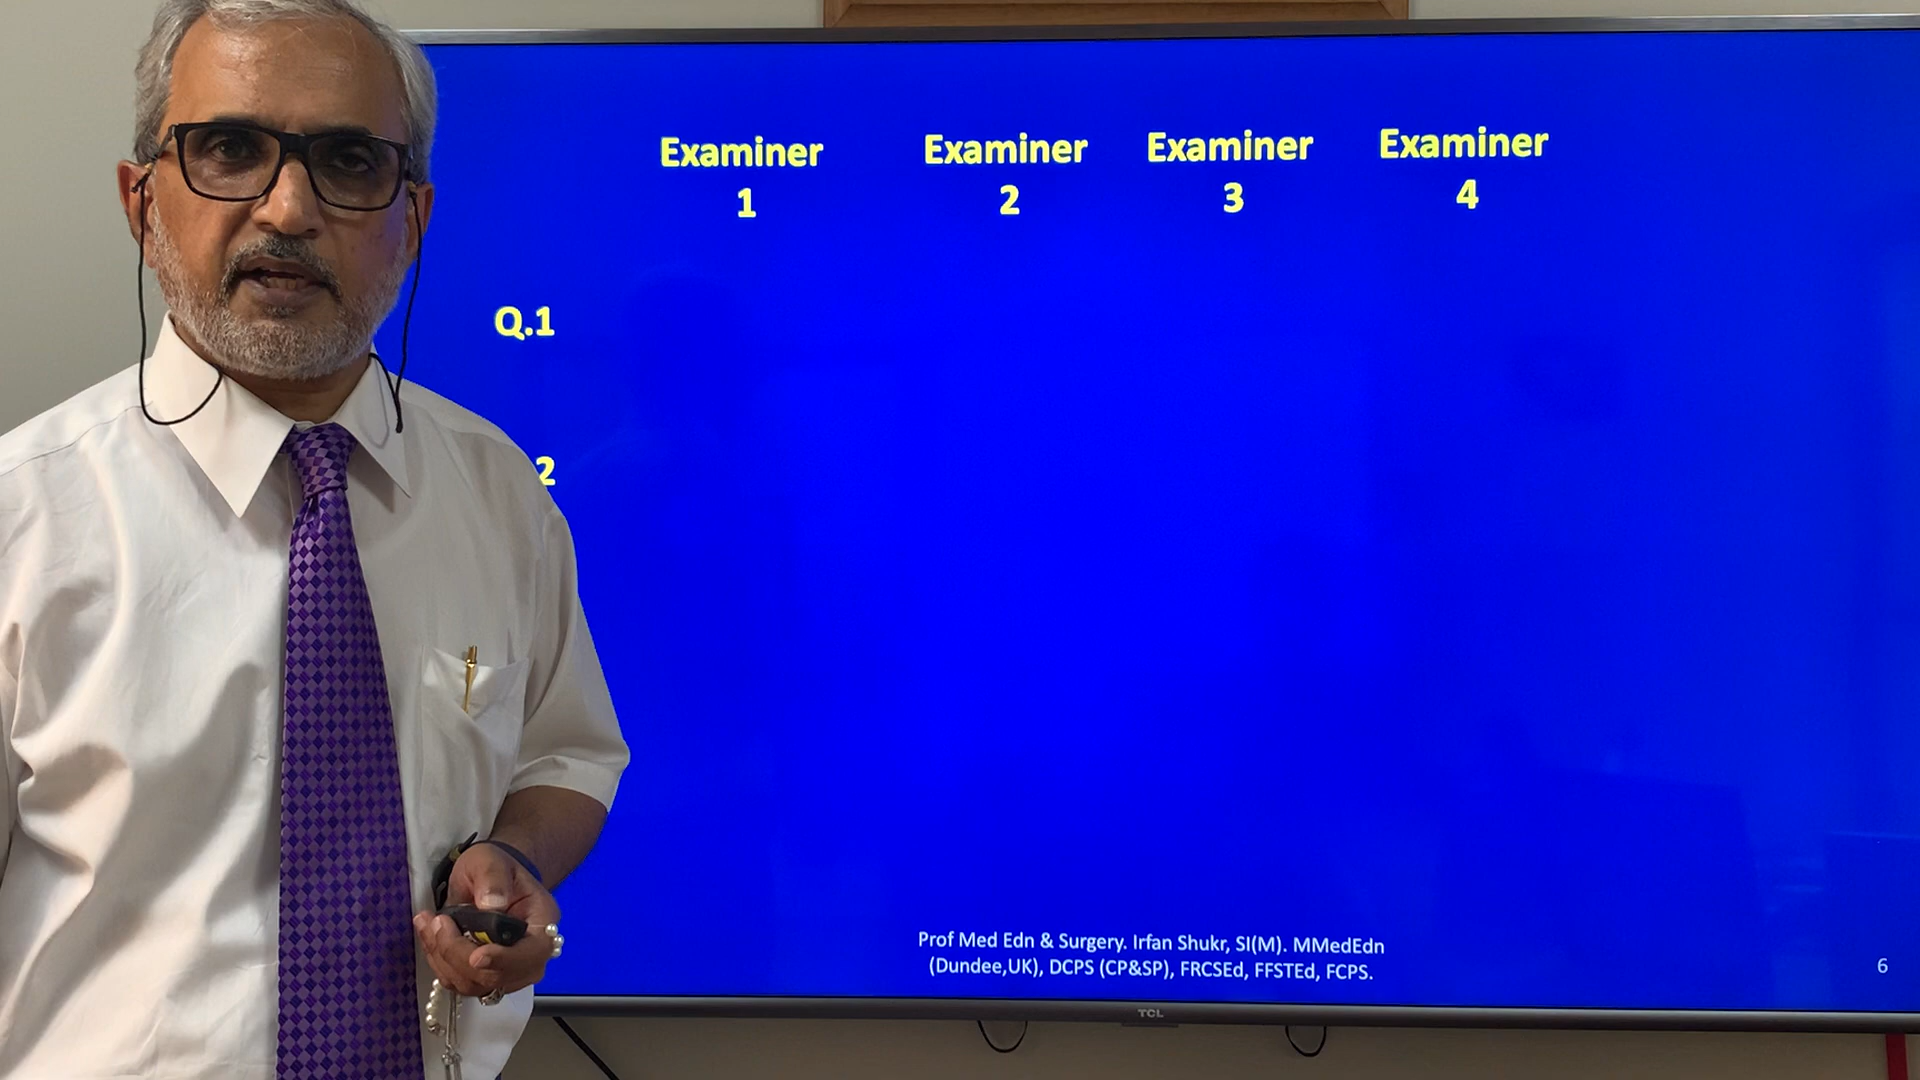 Examiner Examiner Examiner Examiner
1 2 3 4
Q.1
2
Prof Med Edn & Surgery. Irfan Shukr, SI(M). MMedEdn
(Dundee,UK), DCPS (CP&SP), FRCSEd, FFSTEd, FCPS.
6
TCL